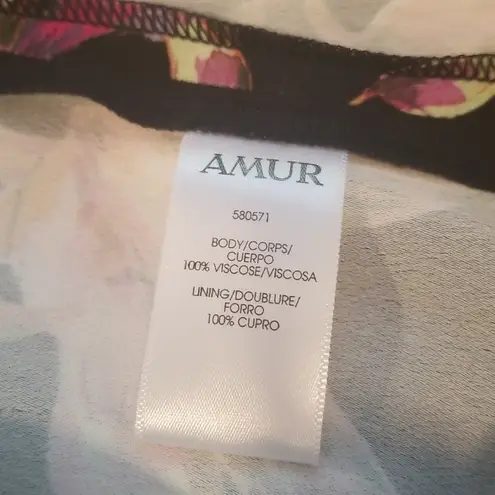 AMUR
580571
BODY/CORPS/
CUERPO
100% VISCOSE/VISCOSA
LINING/DOUBLURE/
FORRO
100% CUPRO